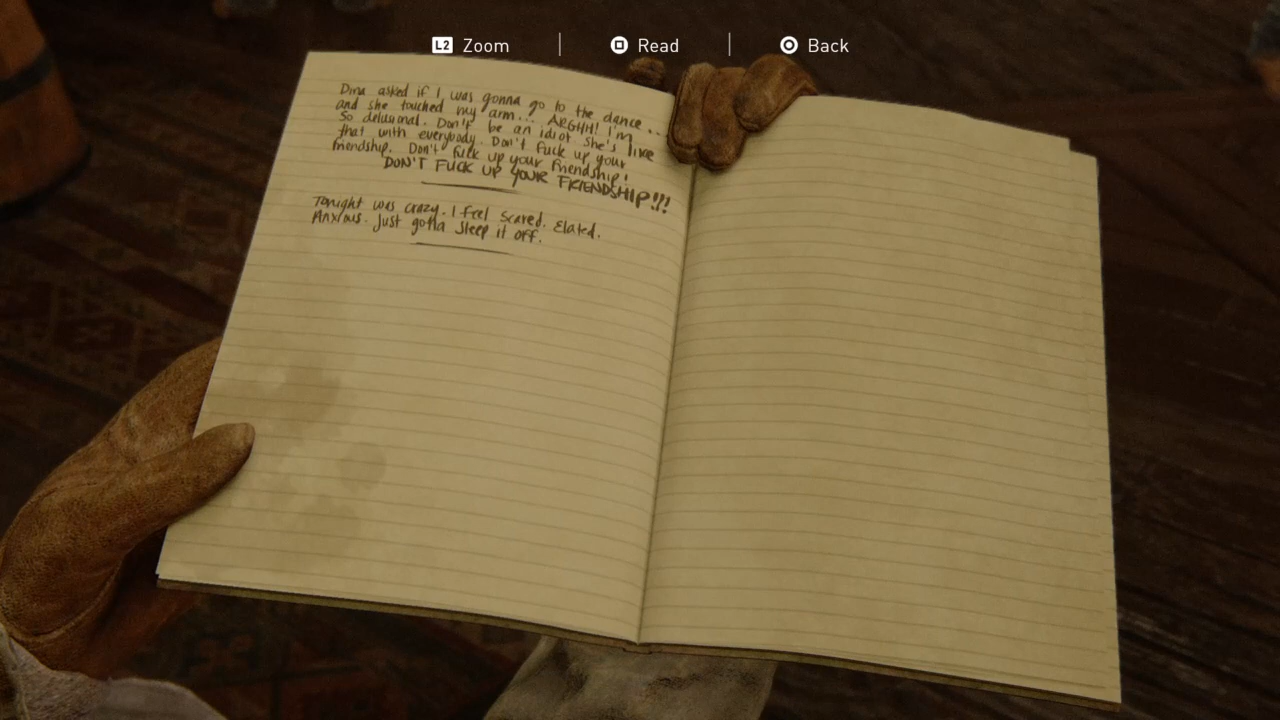 L2 Zoom | Read | Back
Dina asked if I was gonna go to the dance...
and she touched my arm... ARGHH! I'm
so delusional. Don't be an idiot she's like
that with everybody. Don't fuck up your
friendship. Don't fuck up your friendship!
DON'T FUCK UP YOUR FRIENDSHIP!!!
Tonight was crazy. I feel scared. Elated.
Anxious. Just gotta sleep it off.